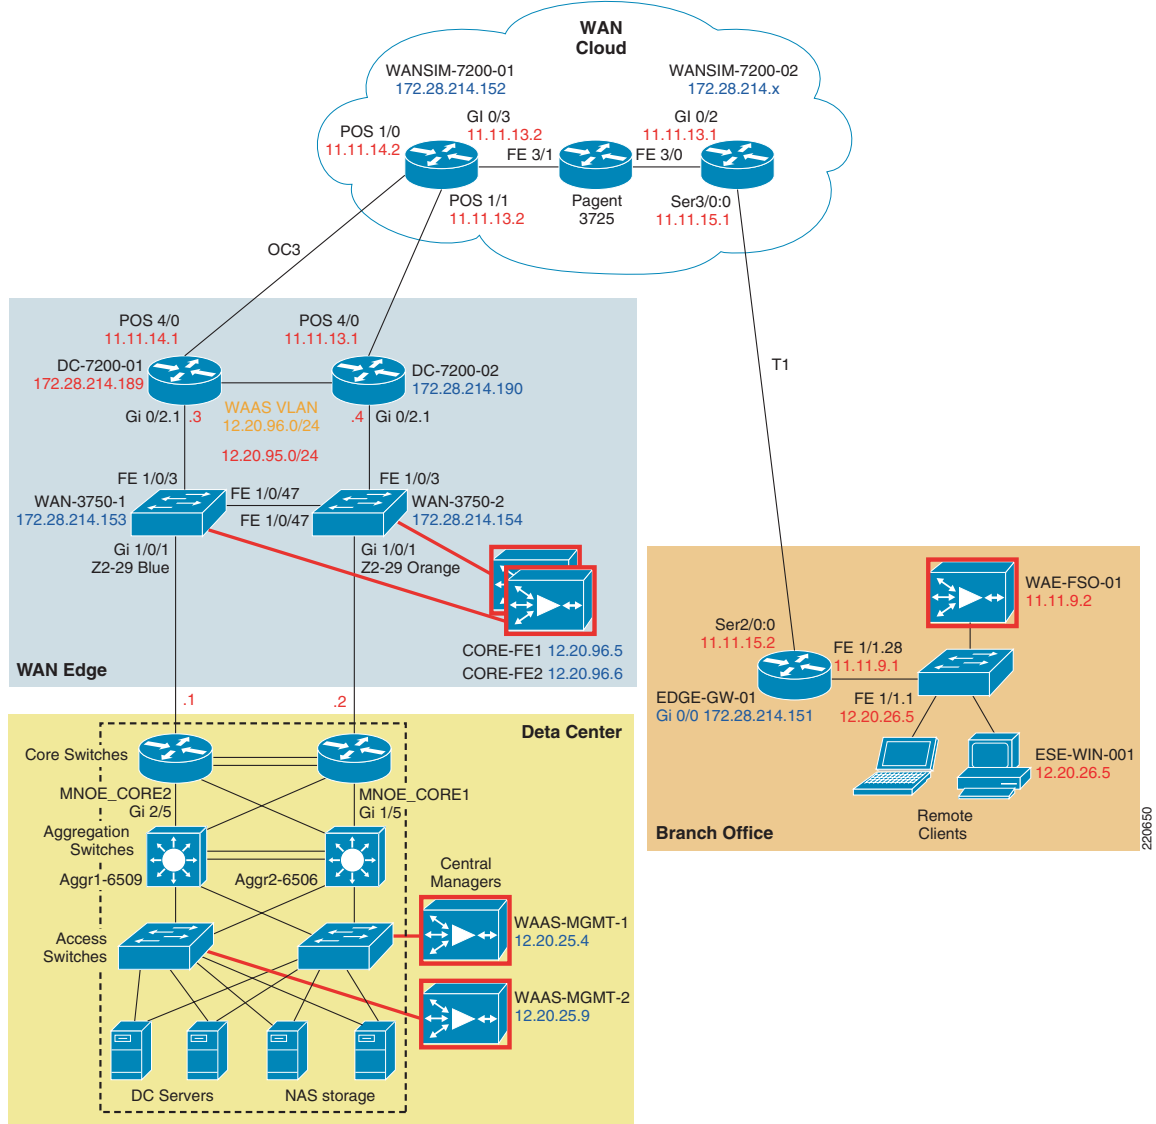 WAN
Cloud
WANSIM-7200-01
172.28.214.152
WANSIM-7200-02
172.28.214.x
POS 1/0
11.11.14.2
GI 0/3
11.11.13.2
GI 0/2
11.11.13.1
FE 3/1
FE 3/0
POS 1/1
11.11.13.2
Pagent
3725
Ser3/0:0
11.11.15.1
OC3
T1
POS 4/0
11.11.14.1
POS 4/0
11.11.13.1
DC-7200-01
172.28.214.189
DC-7200-02
172.28.214.190
WAAS VLAN
12.20.96.0/24
Gi 0/2.1
.3
.4
Gi 0/2.1
12.20.95.0/24
FE 1/0/3
FE 1/0/3
WAN-3750-1
172.28.214.153
FE 1/0/47
FE 1/0/47
WAN-3750-2
172.28.214.154
Gi 1/0/1
Z2-29 Blue
Gi 1/0/1
Z2-29 Orange
CORE-FE1 12.20.96.5
CORE-FE2 12.20.96.6
WAN Edge
.1
.2
Deta Center
Core Switches
MNOE_CORE2
Gi 2/5
MNOE_CORE1
Gi 1/5
Aggregation
Switches
Aggr1-6509
Aggr2-6506
Central
Managers
Access
Switches
WAAS-MGMT-1
12.20.25.4
WAAS-MGMT-2
12.20.25.9
DC Servers
NAS storage
WAE-FSO-01
11.11.9.2
Ser2/0:0
11.11.15.2
FE 1/1.28
11.11.9.1
EDGE-GW-01
Gi 0/0 172.28.214.151
FE 1/1.1
12.20.26.5
ESE-WIN-001
12.20.26.5
Remote
Clients
Branch Office
220650